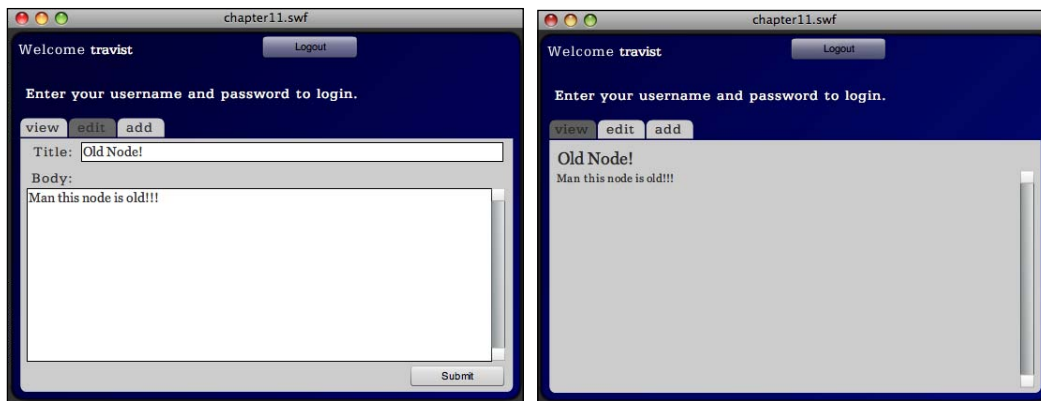 chapter11.swf
Welcome travist
Logout
Enter your username and password to login.
view edit add
Title: Old Node!
Body:
Man this node is old!!!
Submit
chapter11.swf
Welcome travist
Logout
Enter your username and password to login.
view edit add
Old Node!
Man this node is old!!!